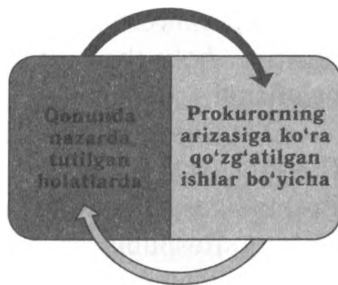 Qonunda
nazarda
tutilgan
holatlarda
Prokurorning
arizasiga ko‘ra
qo‘zg‘atilgan
ishlar bo‘yicha